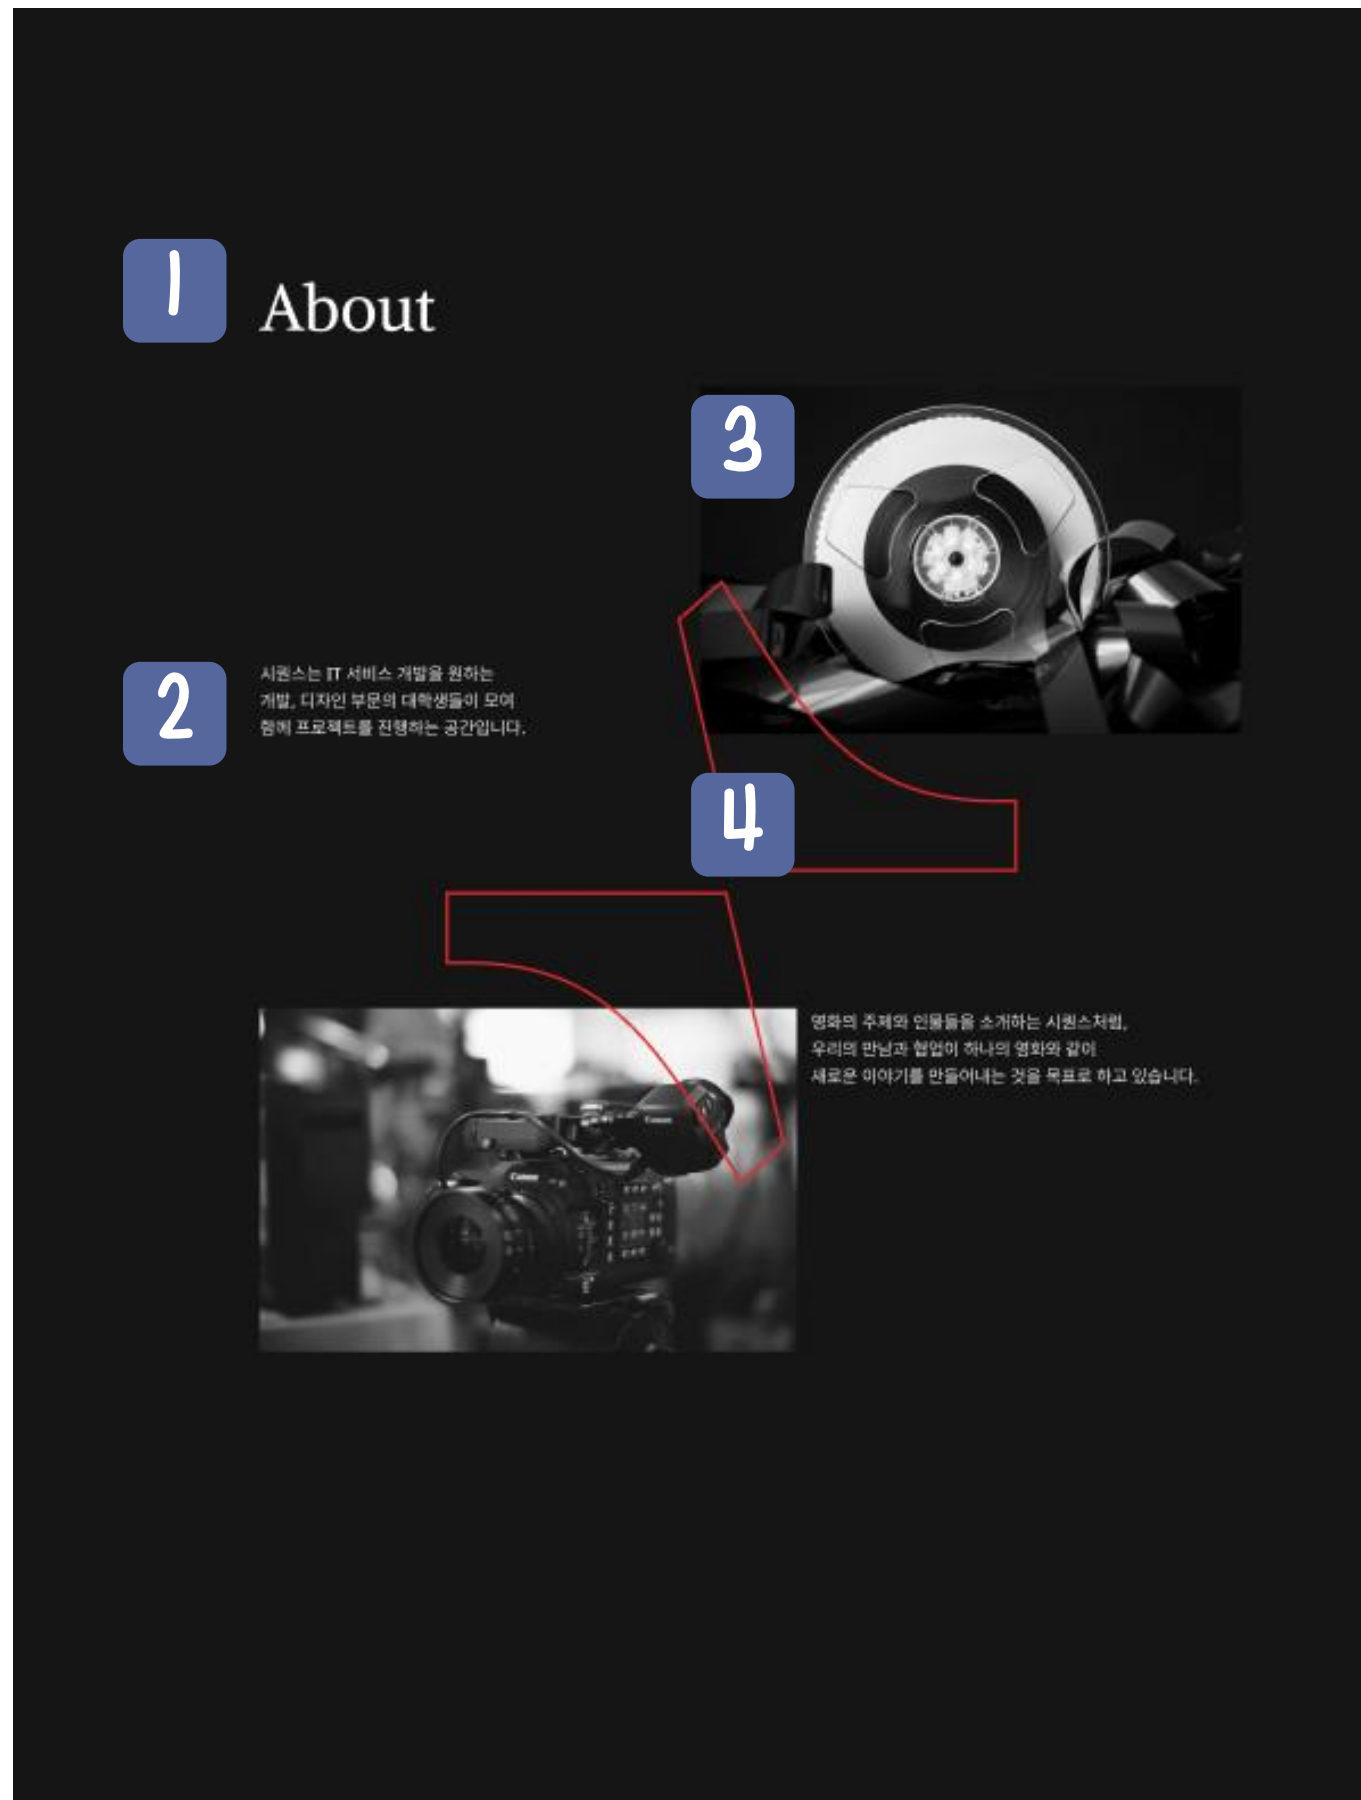 1
About
3
2
시퀀스는 IT 서비스 개발을 원하는
개발, 디자인 부문의 대학생들이 모여
함께 프로젝트를 진행하는 공간입니다.
4
영화의 주제와 인물들을 소개하는 시퀀스처럼,
우리의 만남과 협업이 하나의 영화와 같이
새로운 이야기를 만들어내는 것을 목표로 하고 있습니다.
Canon
Canon